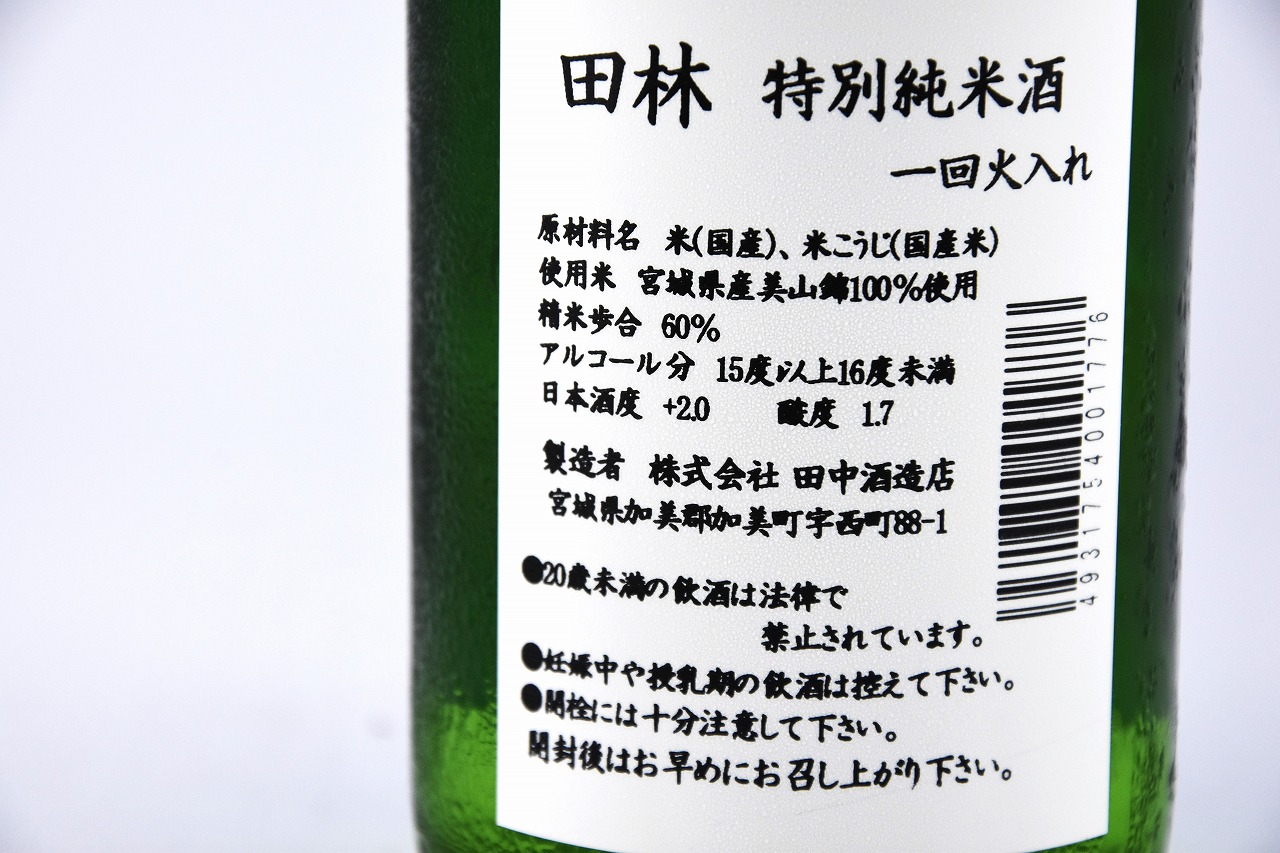 田林 特別純米酒
一回火入れ
原材料名 米(国産)、米こうじ(国産米)
使用米 宮城県産美山錦100%使用
精米歩合 60%
アルコール分 15度以上16度未満
日本酒度 +2.0 酸度 1.7
製造者 株式会社 田中酒造店
宮城県加美郡加美町字西町88-1
●20歳未満の飲酒は法律で
禁止されています。
●妊娠中や授乳期の飲酒は控えて下さい。
●開栓には十分注意して下さい。
開封後はお早めにお召し上がり下さい。
4931754001776